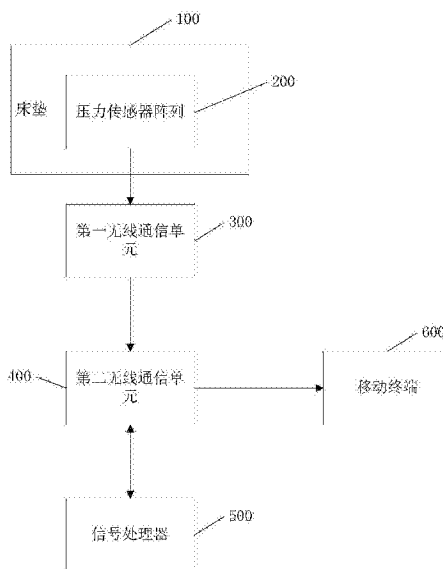 100
床垫
压力传感器阵列
200
第一无线通信单
元
300
600
400
第二无线通信单
元
移动终端
信号处理器
500